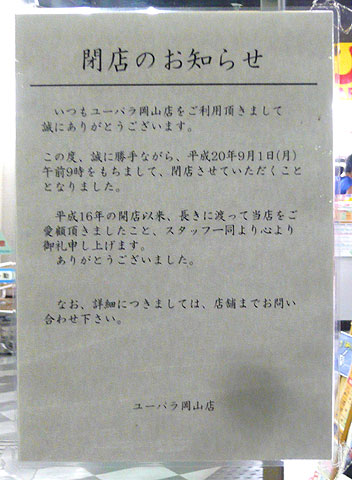 閉店のお知らせ
いつもユーバラ岡山店をご利用頂きまして
誠にありがとうございます。
この度、誠に勝手ながら、平成20年9月1日(月)
午前9時をもちまして、閉店させていただくこと
となりました。
平成16年の開店以来、長きに渡って当店をご
愛顧頂きましたこと、スタッフ一同より心より
御礼申し上げます。
ありがとうございました。
なお、詳細につきましては、店舗までお問い
合わせ下さい。
ユーバラ岡山店